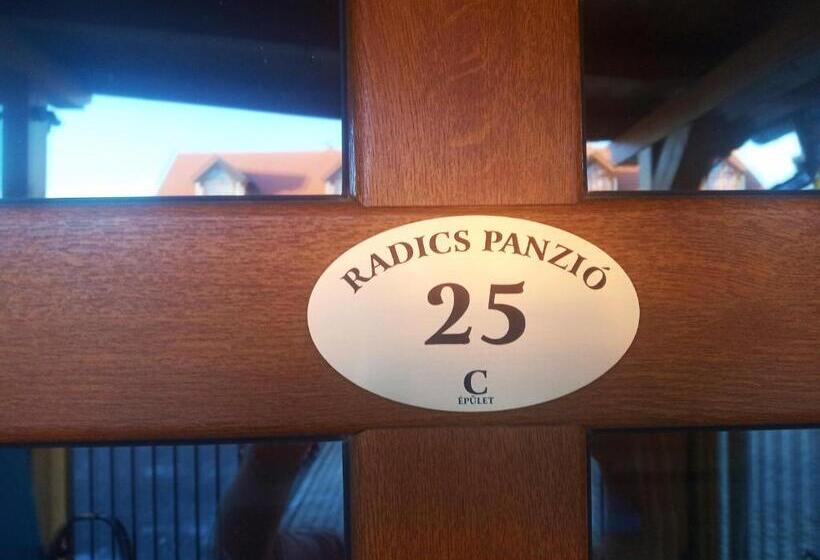 RADICS PANZIÓ
25
C
ÉPÜLET